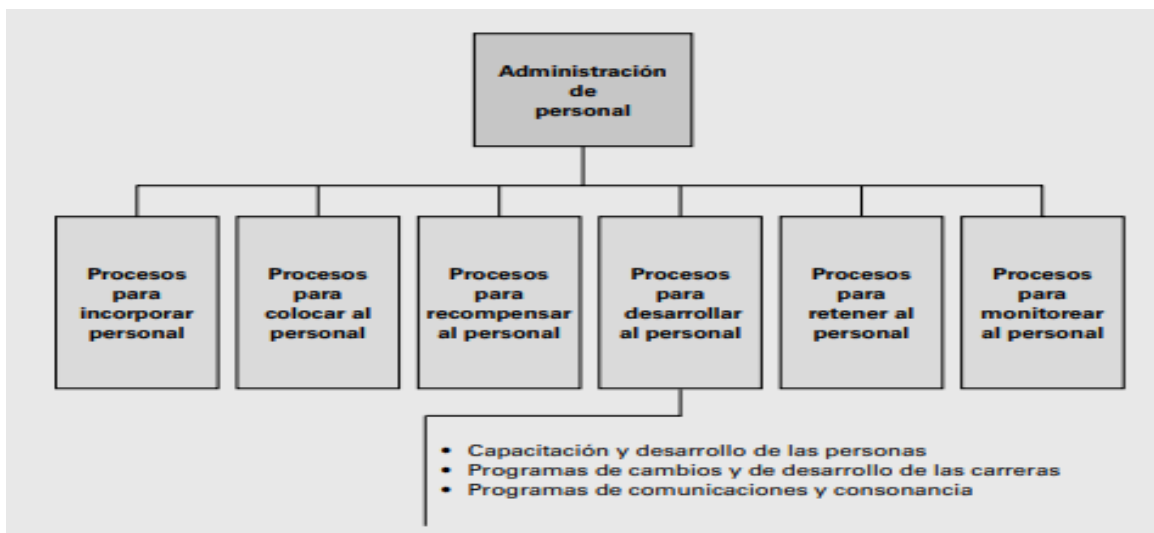 Administración
de
personal
Procesos
para
incorporar
personal
Procesos
para
colocar al
personal
Procesos
para
recompensar
al personal
Procesos
para
desarrollar
al personal
Procesos
para
retener al
personal
Procesos
para
monitorear
al personal
• Capacitación y desarrollo de las personas
• Programas de cambios y de desarrollo de las carreras
• Programas de comunicaciones y consonancia